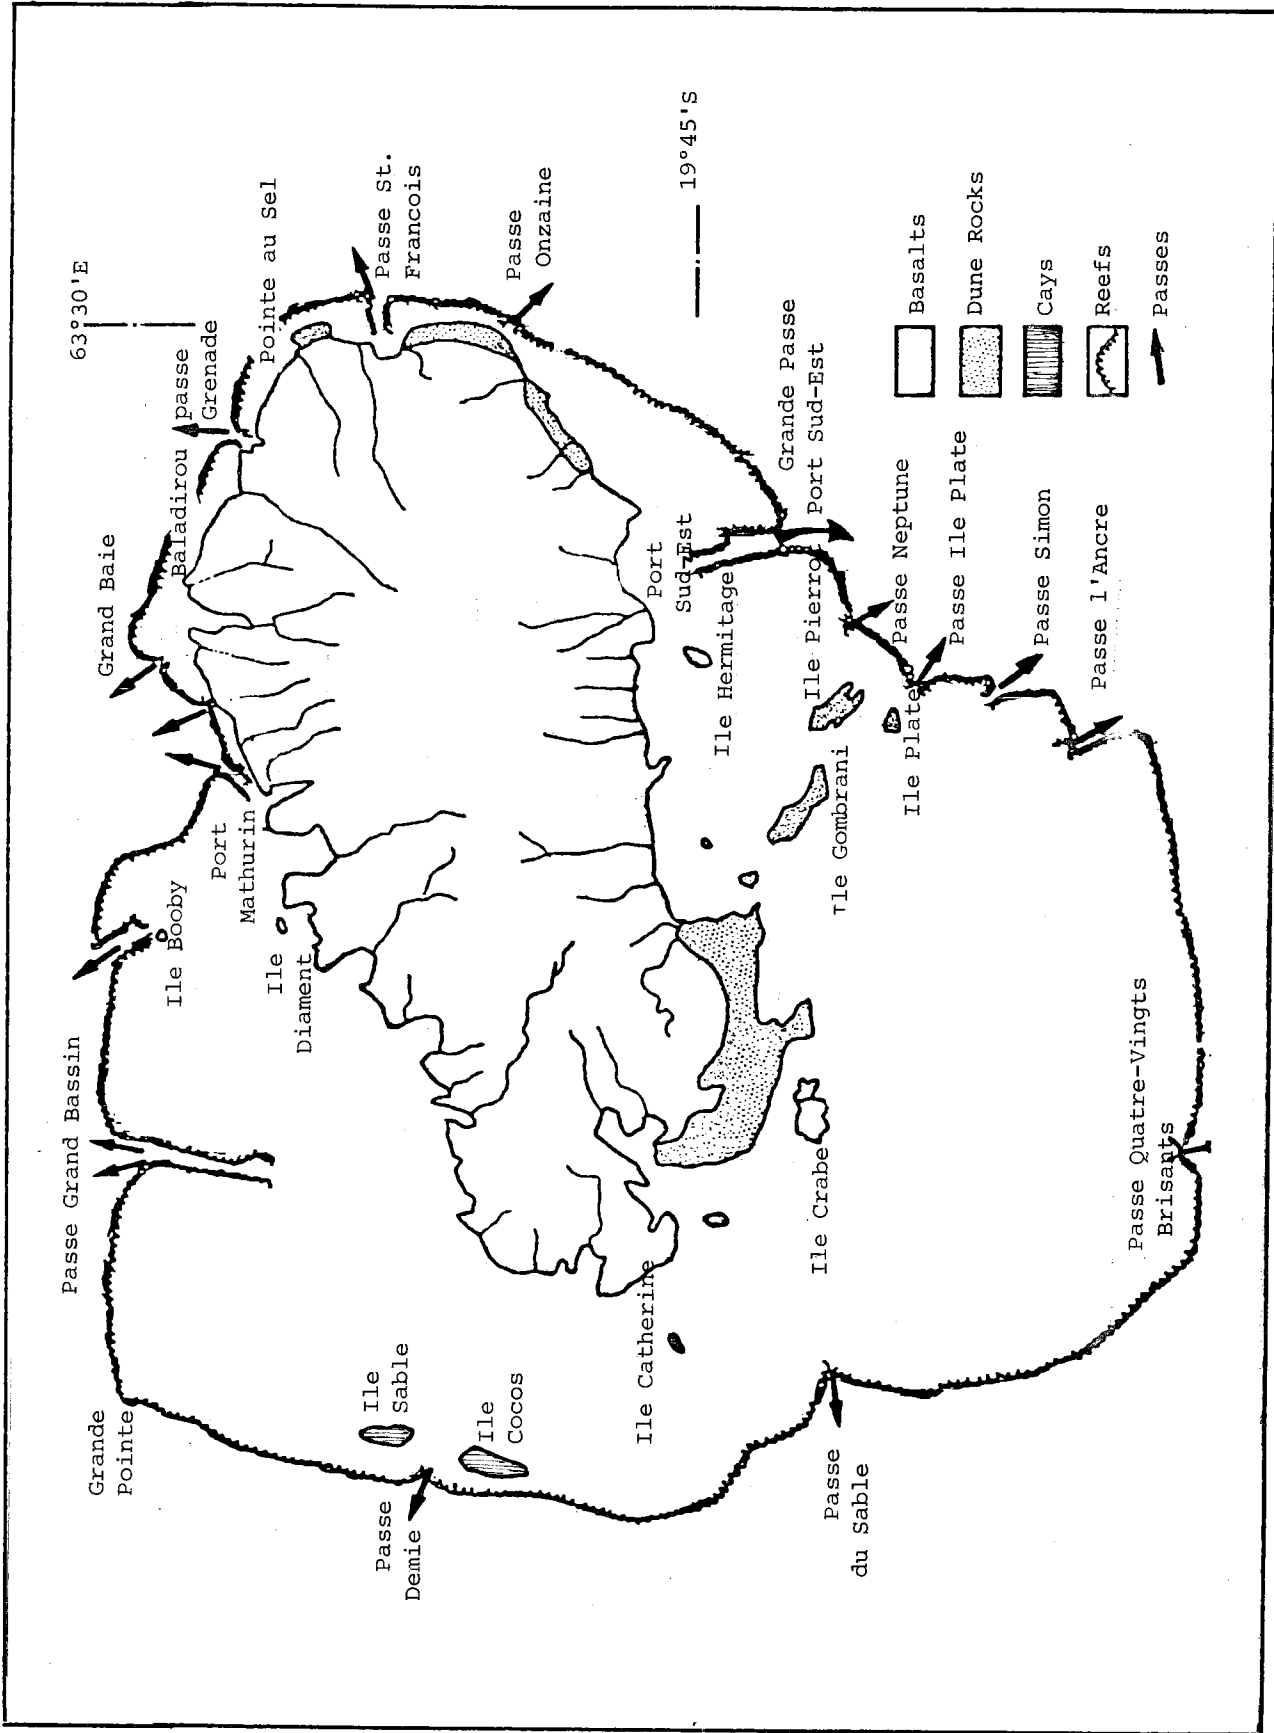 63°30'E
Grand Baie
Baladirou
passe
Grenade
Pointe au Sel
Passe St.
Francois
Passe
Onzaine
19°45'S
Passe Grand Bassin
Ile Booby
Port
Mathurin
Ile
Diament
Grande
Pointe
Ile
Sable
Ile
Cocos
Passe
Demie
Ile Catherine
Passe
du Sable
Ile Crabe
Passe Quatre-Vingts
Brisants
Port
Sud-Est
Ile Hermitage
Grande Passe
Port Sud-Est
Ile Pierrot
Ile Gombrani
Ile Plate
Passe Neptune
Passe Ile Plate
Passe Simon
Passe l'Ancre
Basalts
Dune Rocks
Cays
Reefs
Passes